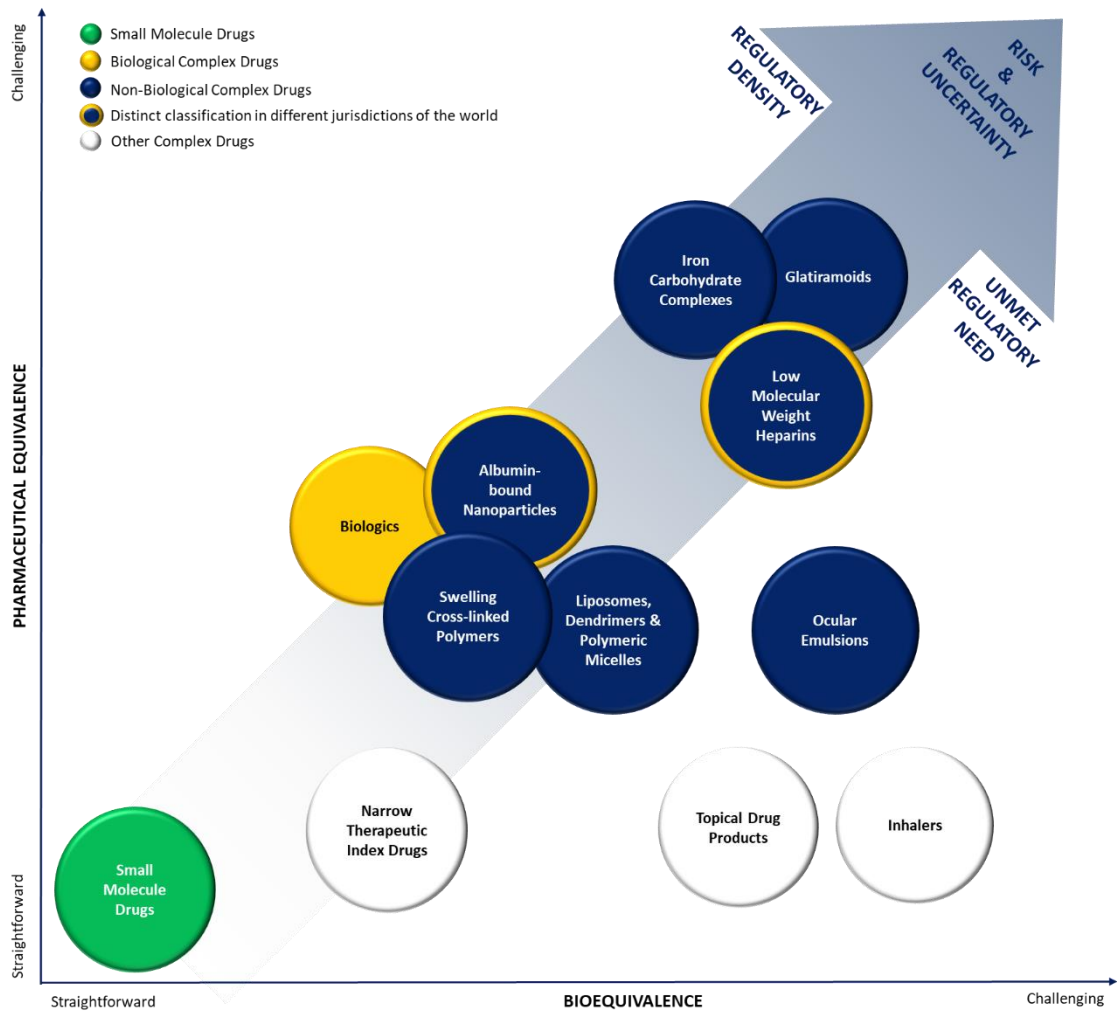 Challenging
Small Molecule Drugs
Biological Complex Drugs
Non-Biological Complex Drugs
Distinct classification in different jurisdictions of the world
Other Complex Drugs
REGULATORY
DENSITY
RISK
&
REGULATORY
UNCERTAINTY
UNMET
REGULATORY
NEED
Iron
Carbohydrate
Complexes
Glatiramoids
Low
Molecular
Weight
Heparins
Albumin-
bound
Nanoparticles
Biologics
Swelling
Cross-linked
Polymers
Liposomes,
Dendrimers &
Polymeric
Micelles
Ocular
Emulsions
Narrow
Therapeutic
Index Drugs
Topical Drug
Products
Inhalers
Small
Molecule
Drugs
PHARMACEUTICAL EQUIVALENCE
Straightforward
Straightforward
BIOEQUIVALENCE
Challenging